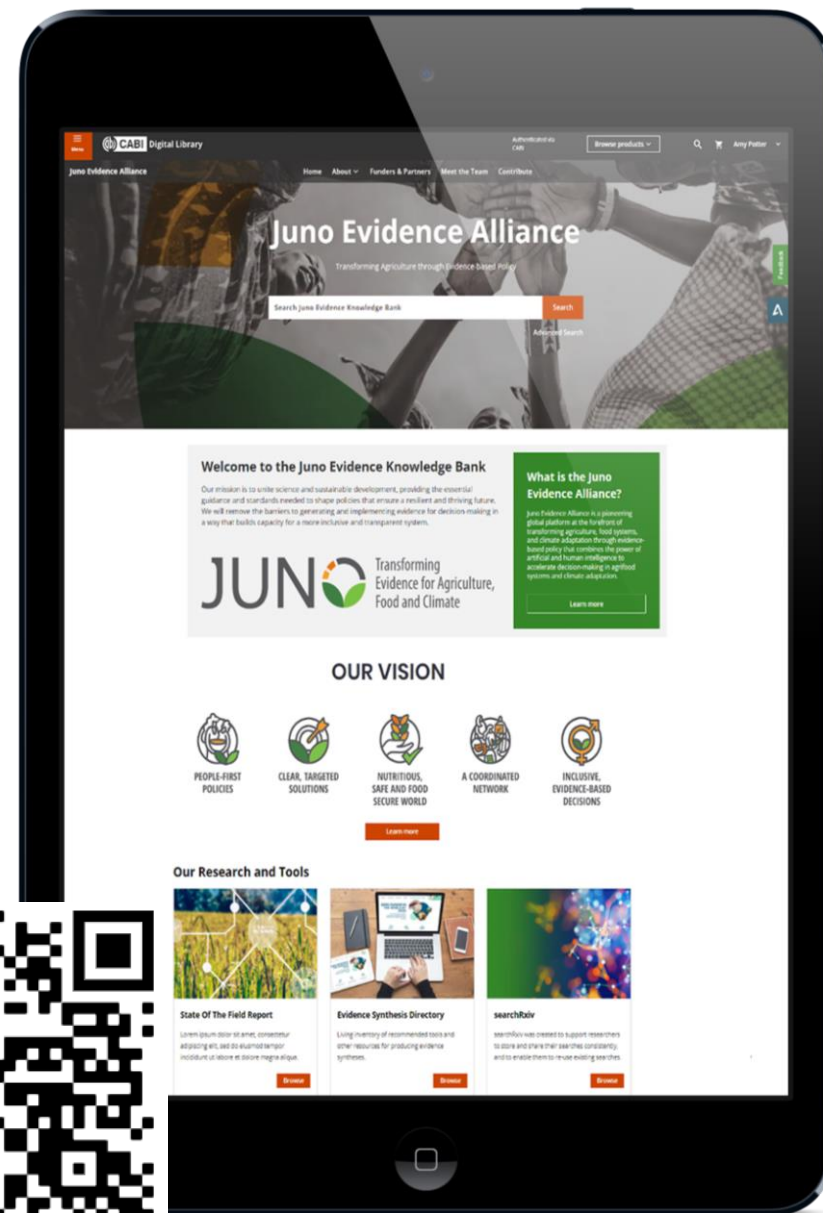 Menu
CABI Digital Library
Authenticated via
CABI
Browse products
Amy Potter
Juno Evidence Alliance
Home About Funders & Partners Meet the Team Contribute
Juno Evidence Alliance
Transforming Agriculture through Evidence-based Policy
Search Juno Evidence Knowledge Bank
Search
Advanced Search
Feedback
Welcome to the Juno Evidence Knowledge Bank
Our mission is to unite science and sustainable development, providing the essential
guidance and standards needed to shape policies that ensure a resilient and thriving future.
We will remove the barriers to generating and implementing evidence for decision-making in
a way that builds capacity for a more inclusive and transparent system.
JUNO
Transforming
Evidence for Agriculture,
Food and Climate
What is the Juno
Evidence Alliance?
Juno Evidence Alliance is a pioneering
global platform at the forefront of
transforming agriculture, food systems,
and climate adaptation through evidence-
based policy that combines the power of
artificial and human intelligence to
accelerate decision-making in agrifood
systems and climate adaptation.
Learn more
OUR VISION
PEOPLE-FIRST
POLICIES
CLEAR, TARGETED
SOLUTIONS
NUTRITIOUS,
SAFE AND FOOD
SECURE WORLD
A COORDINATED
NETWORK
INCLUSIVE,
EVIDENCE-BASED
DECISIONS
Learn more
Our Research and Tools
State Of The Field Report
Lorem ipsum dolor sit amet, consectetur
adipiscing elit, sed do eiusmod tempor
incididunt ut labore et dolore magna aliqua.
Browse
Evidence Synthesis Directory
Living inventory of recommended tools and
other resources for producing evidence
syntheses.
Browse
searchRxiv
searchRxiv was created to support researchers
to store and share their searches consistently,
and to enable them to re-use existing searches
Browse